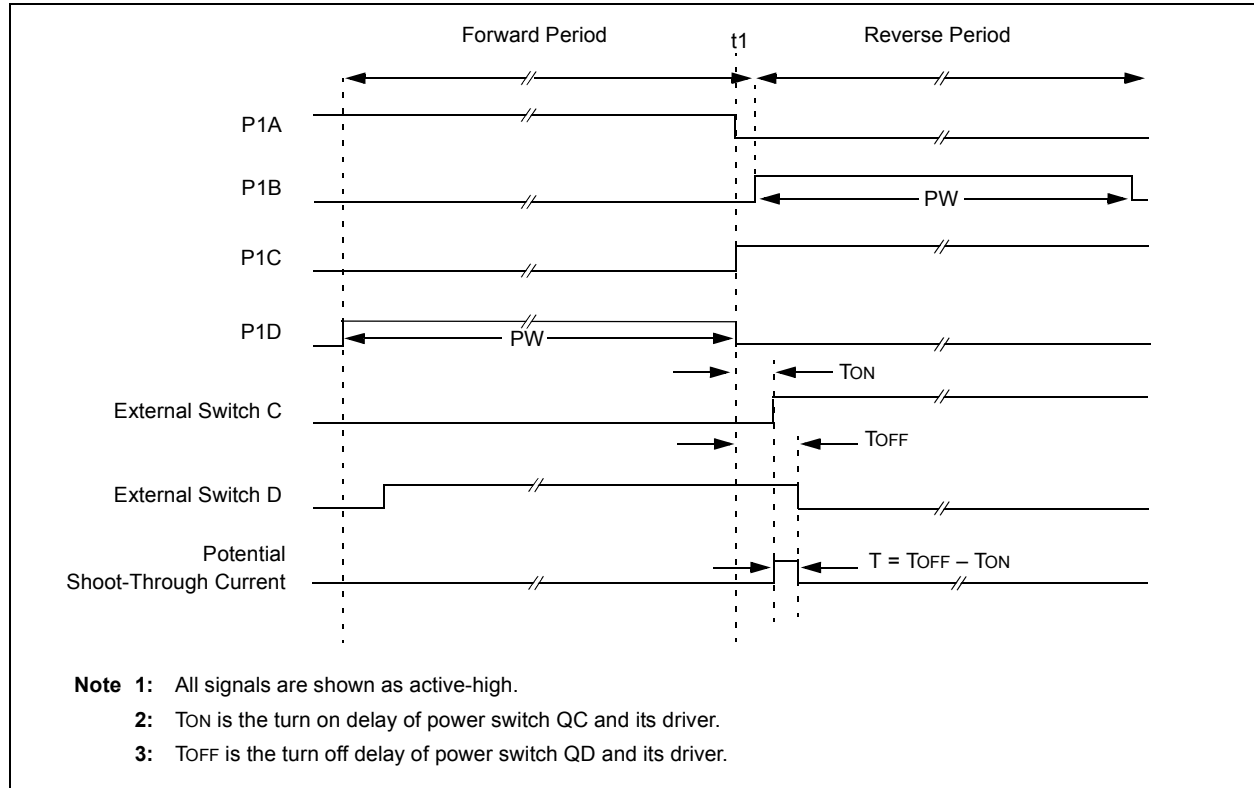 Forward Period
t1
Reverse Period
P1A
P1B
PW
P1C
P1D
PW
TON
External Switch C
TOFF
External Switch D
Potential
Shoot-Through Current
T = TOFF – TON
Note 1: All signals are shown as active-high.
2: TON is the turn on delay of power switch QC and its driver.
3: TOFF is the turn off delay of power switch QD and its driver.